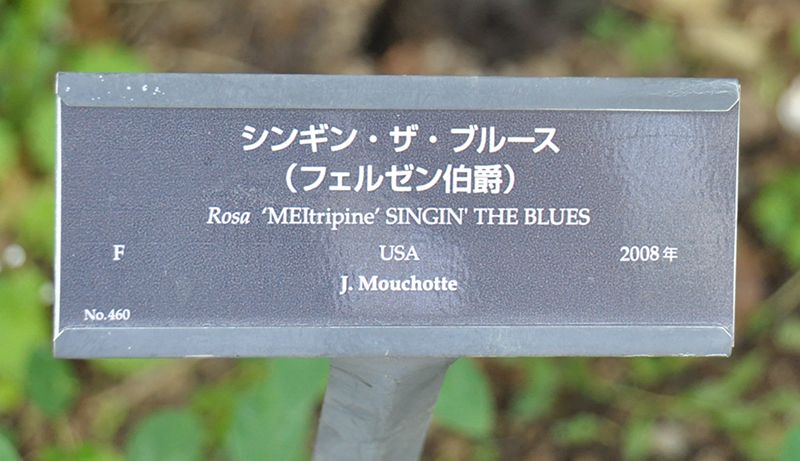 シンギン・ザ・ブルース
（フェルゼン伯爵）
Rosa ‘MEItripine’ SINGIN' THE BLUES
F USA 2008年
J. Mouchotte
No.460